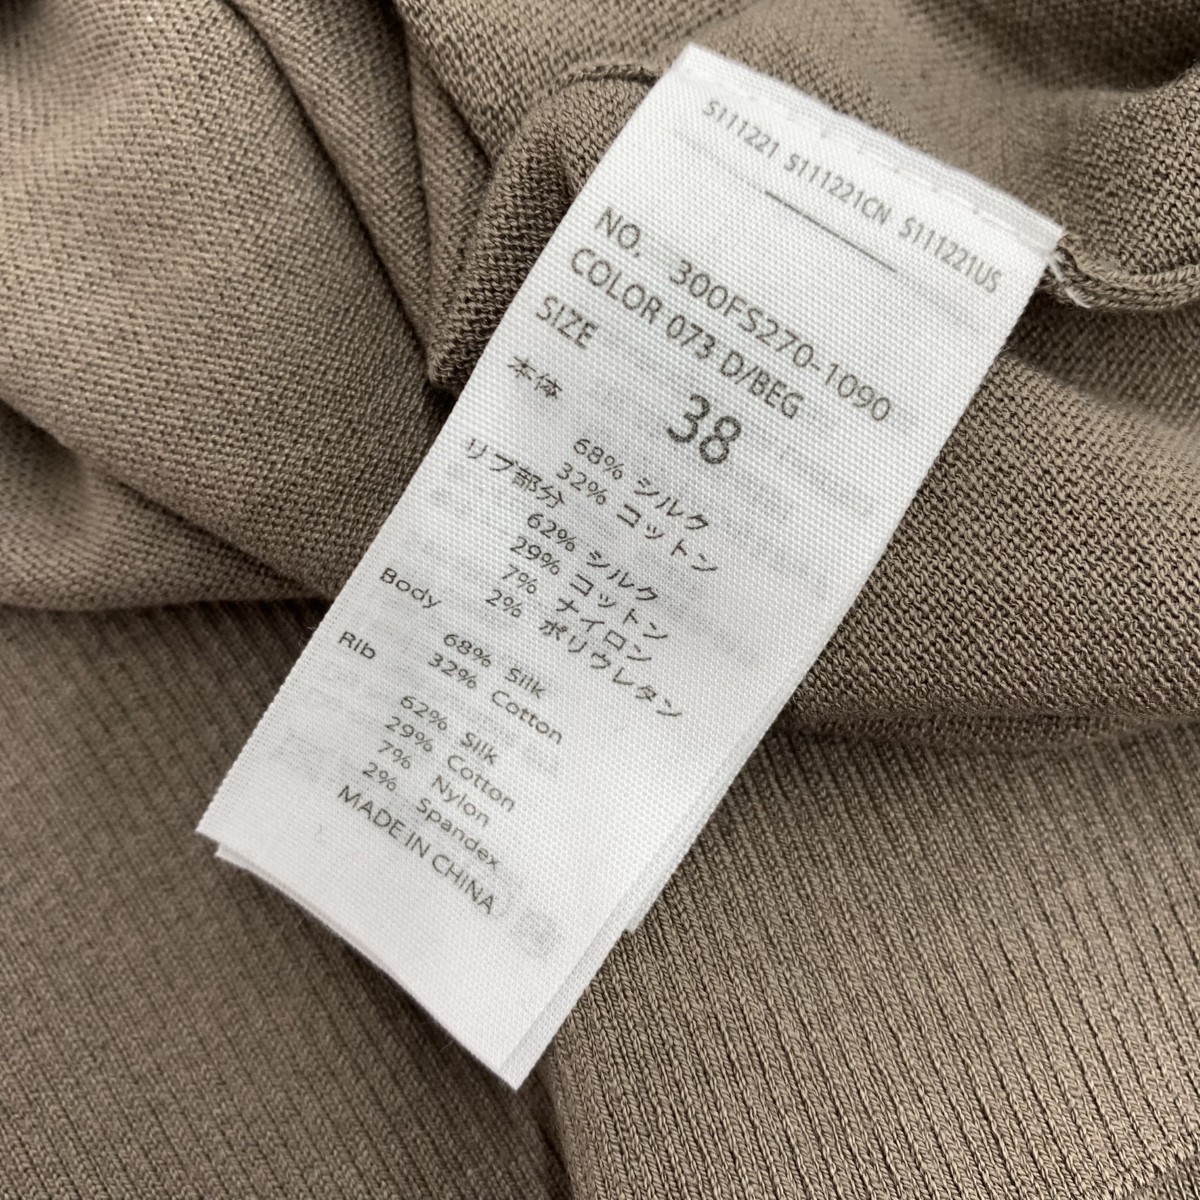 S111221 S111221CN S111221US
NO. 300FS270-1090
COLOR 073 D/BEG
SIZE 38
本体
68% シルク
32% コットン
リブ部分
62% シルク
29% コットン
7% ナイロン
2% ポリウレタン
Body
68% Silk
32% Cotton
Rib
62% Silk
29% Cotton
7% Nylon
2% Spandex
MADE IN CHINA